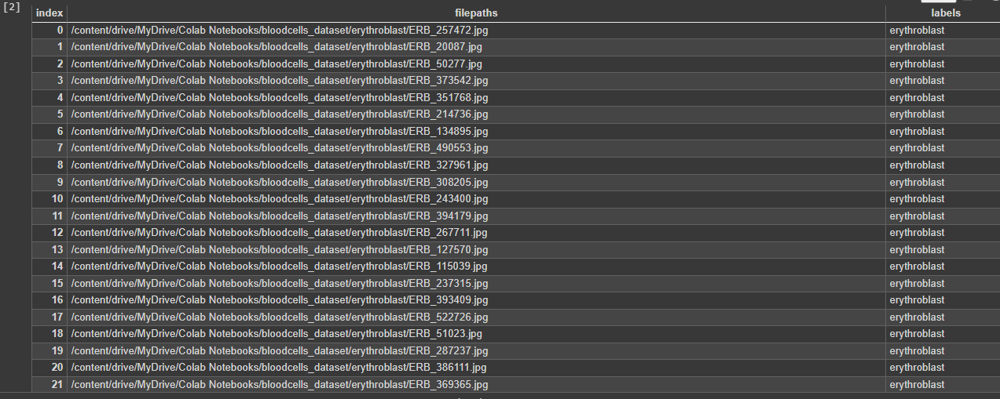 [2]
index filepaths labels
0 /content/drive/MyDrive/Colab Notebooks/bloodcells_dataset/erythroblast/ERB_257472.jpg erythroblast
1 /content/drive/MyDrive/Colab Notebooks/bloodcells_dataset/erythroblast/ERB_20087.jpg erythroblast
2 /content/drive/MyDrive/Colab Notebooks/bloodcells_dataset/erythroblast/ERB_50277.jpg erythroblast
3 /content/drive/MyDrive/Colab Notebooks/bloodcells_dataset/erythroblast/ERB_373542.jpg erythroblast
4 /content/drive/MyDrive/Colab Notebooks/bloodcells_dataset/erythroblast/ERB_351768.jpg erythroblast
5 /content/drive/MyDrive/Colab Notebooks/bloodcells_dataset/erythroblast/ERB_214736.jpg erythroblast
6 /content/drive/MyDrive/Colab Notebooks/bloodcells_dataset/erythroblast/ERB_134895.jpg erythroblast
7 /content/drive/MyDrive/Colab Notebooks/bloodcells_dataset/erythroblast/ERB_490553.jpg erythroblast
8 /content/drive/MyDrive/Colab Notebooks/bloodcells_dataset/erythroblast/ERB_327961.jpg erythroblast
9 /content/drive/MyDrive/Colab Notebooks/bloodcells_dataset/erythroblast/ERB_308205.jpg erythroblast
10 /content/drive/MyDrive/Colab Notebooks/bloodcells_dataset/erythroblast/ERB_243400.jpg erythroblast
11 /content/drive/MyDrive/Colab Notebooks/bloodcells_dataset/erythroblast/ERB_394179.jpg erythroblast
12 /content/drive/MyDrive/Colab Notebooks/bloodcells_dataset/erythroblast/ERB_267711.jpg erythroblast
13 /content/drive/MyDrive/Colab Notebooks/bloodcells_dataset/erythroblast/ERB_127570.jpg erythroblast
14 /content/drive/MyDrive/Colab Notebooks/bloodcells_dataset/erythroblast/ERB_115039.jpg erythroblast
15 /content/drive/MyDrive/Colab Notebooks/bloodcells_dataset/erythroblast/ERB_237315.jpg erythroblast
16 /content/drive/MyDrive/Colab Notebooks/bloodcells_dataset/erythroblast/ERB_393409.jpg erythroblast
17 /content/drive/MyDrive/Colab Notebooks/bloodcells_dataset/erythroblast/ERB_522726.jpg erythroblast
18 /content/drive/MyDrive/Colab Notebooks/bloodcells_dataset/erythroblast/ERB_51023.jpg erythroblast
19 /content/drive/MyDrive/Colab Notebooks/bloodcells_dataset/erythroblast/ERB_287237.jpg erythroblast
20 /content/drive/MyDrive/Colab Notebooks/bloodcells_dataset/erythroblast/ERB_386111.jpg erythroblast
21 /content/drive/MyDrive/Colab Notebooks/bloodcells_dataset/erythroblast/ERB_369365.jpg erythroblast